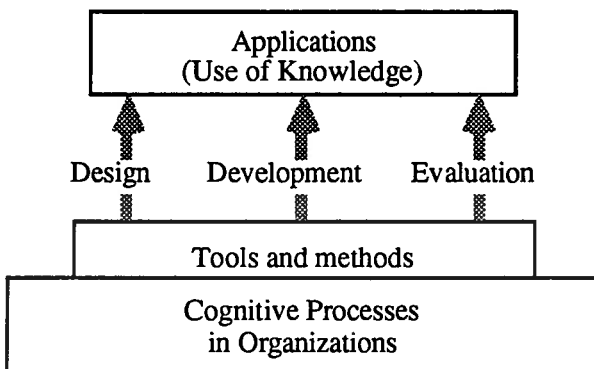 Applications
(Use of Knowledge)
Design Development Evaluation
Tools and methods
Cognitive Processes
in Organizations